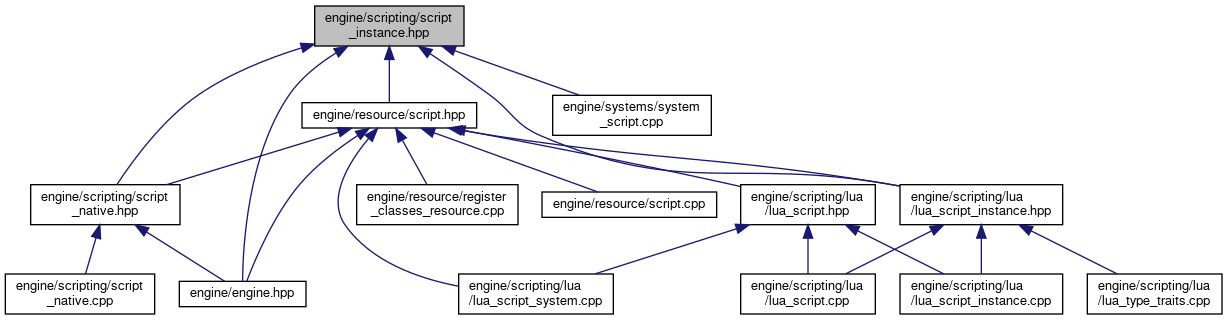 engine/scripting/script
_instance.hpp
engine/systems/system
_script.cpp
engine/resource/script.hpp
engine/scripting/script
_native.hpp
engine/resource/register
_classes_resource.cpp
engine/resource/script.cpp
engine/scripting/lua
/lua_script.hpp
engine/scripting/lua
/lua_script_instance.hpp
engine/scripting/script
_native.cpp
engine/engine.hpp
engine/scripting/lua
/lua_script_system.cpp
engine/scripting/lua
/lua_script.cpp
engine/scripting/lua
/lua_script_instance.cpp
engine/scripting/lua
/lua_type_traits.cpp